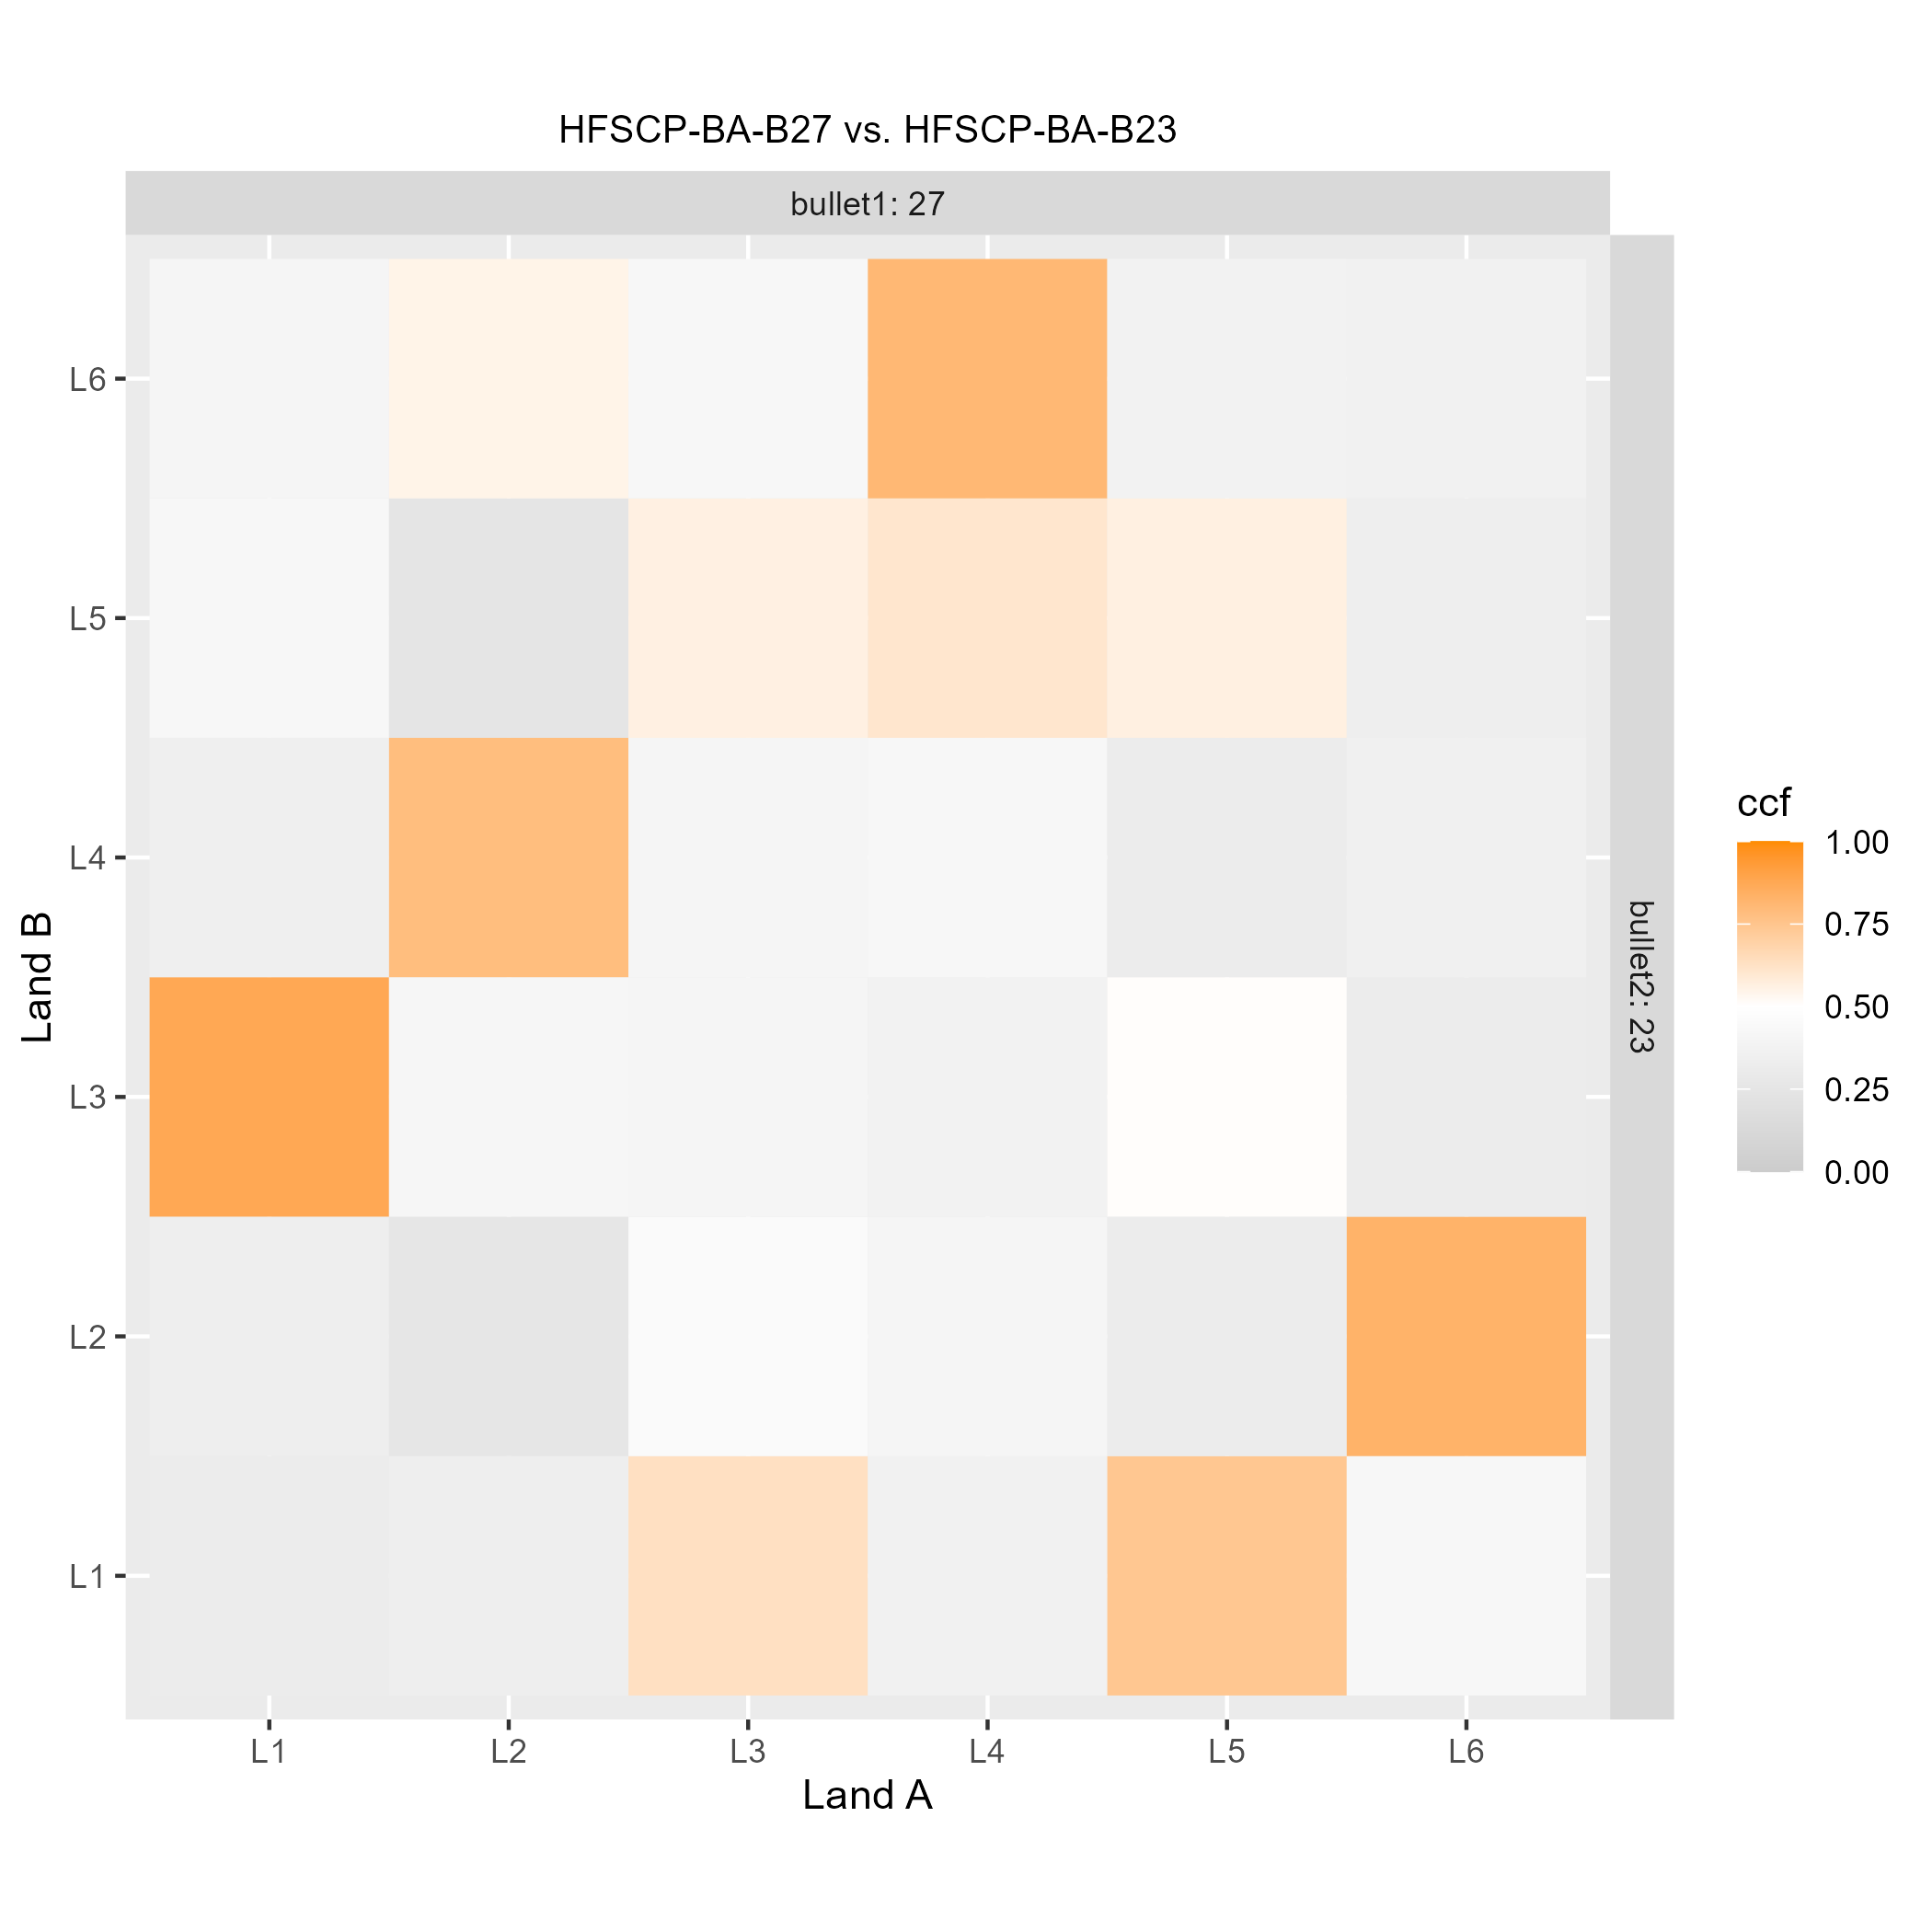 HFSCP-BA-B27 vs. HFSCP-BA-B23
bullet1: 27
bullet2: 23
Land B
L6
L5
L4
L3
L2
L1
L1 L2 L3 L4 L5 L6
Land A
ccf
1.00
0.75
0.50
0.25
0.00